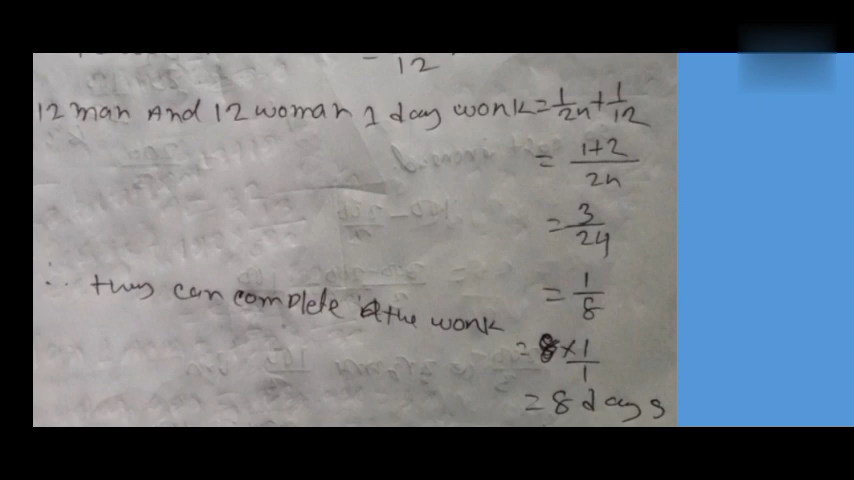 = 12
12 man And 12 woman 1 day work = 1/24 + 1/12
= 1+2/24
= 3/24
= 1/8
∴ they can complete the work
= 8 × 1/1
= 8 days